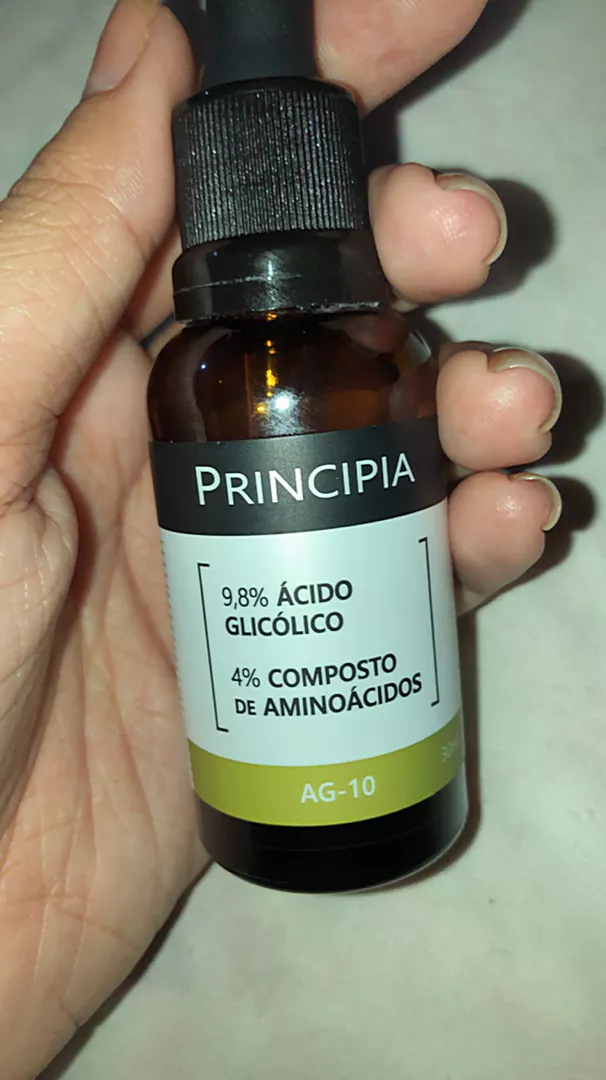 PRINCIPIA
9,8% ÁCIDO
GLICÓLICO
4% COMPOSTO
DE AMINOÁCIDOS
AG-10